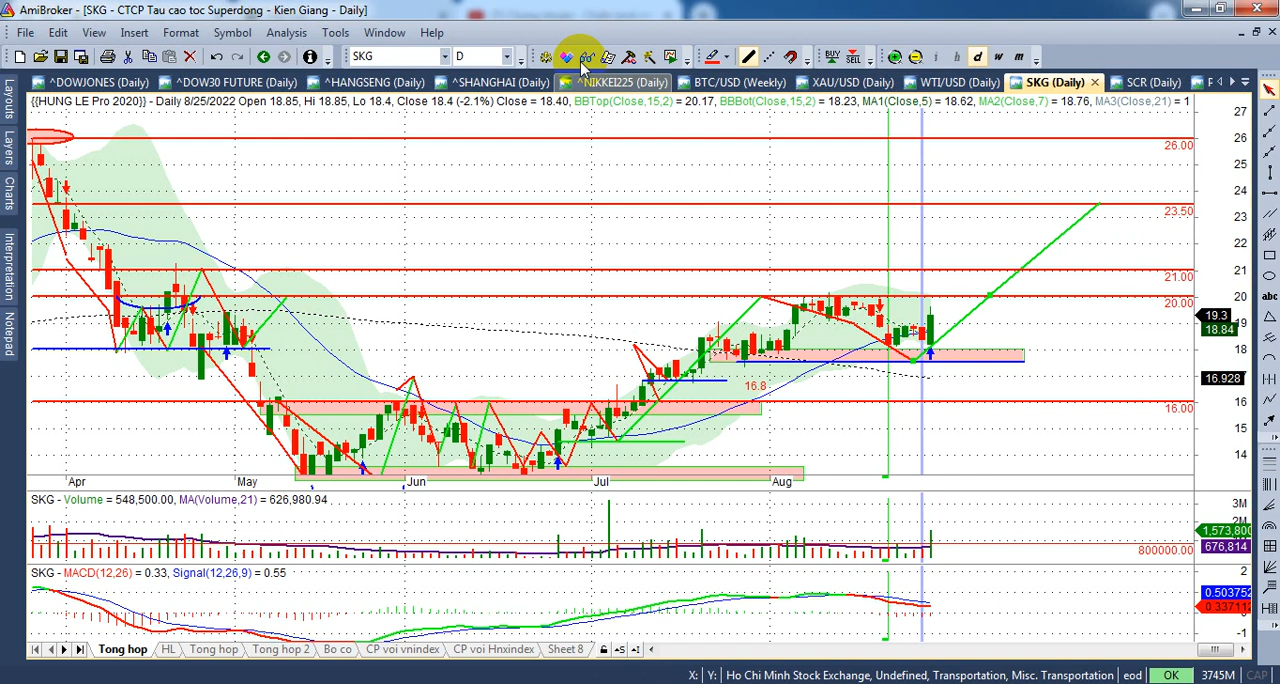 AmiBroker - [SKG - CTCP Tau cao toc Superdong - Kien Giang - Daily]
File Edit View Insert Format Symbol Analysis Tools Window Help
SKG D BUY SELL i h d w m
^DOWJONES (Daily) ^DOW30 FUTURE (Daily) ^HANGSENG (Daily) ^SHANGHAI (Daily) ^NIKKEI225 (Daily) BTC/USD (Weekly) XAU/USD (Daily) WTI/USD (Daily) SKG (Daily) SCR (Daily) P
{{HUNG LE Pro 2020}} - Daily 8/25/2022 Open 18.85, Hi 18.85, Lo 18.4, Close 18.4 (-2.1%) Close = 18.40, BBTop(Close,15,2) = 20.17, BBBot(Close,15,2) = 18.23, MA1(Close,5) = 18.62, MA2(Close,7) = 18.76, MA3(Close,21) = 1
27
26
26.00
25
24
23.50
23
22
21
21.00
20
20.00
19.3
19
18.84
18
17
16.928
16.8
16
16.00
15
14
Apr May Jun Jul Aug
SKG - Volume = 548,500.00, MA(Volume,21) = 626,980.94
3M
2M
1,573,800
676,814
800000.00
SKG - MACD(12,26) = 0.33, Signal(12,26,9) = 0.55
2
1
0.503752
0.337112
0
-1
Tong hop HL Tong hop Tong hop 2 Bo co CP voi vnindex CP voi Hnxindex Sheet 8
X: Y: Ho Chi Minh Stock Exchange, Undefined, Transportation, Misc. Transportation eod OK 3745M CAP
Layouts
Layers
Charts
Interpretation
Notepad
abc